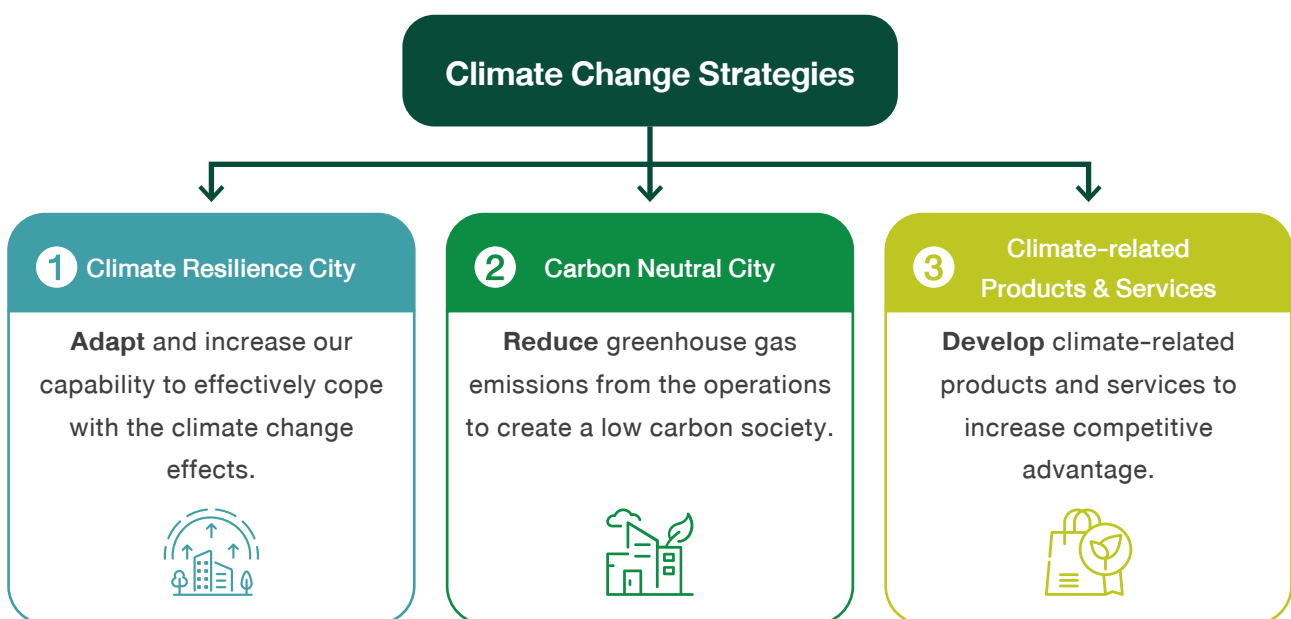 Climate Change Strategies
1 Climate Resilience City
Adapt and increase our
capability to effectively cope
with the climate change
effects.
2 Carbon Neutral City
Reduce greenhouse gas
emissions from the operations
to create a low carbon society.
3 Climate-related
Products & Services
Develop climate-related
products and services to
increase competitive
advantage.